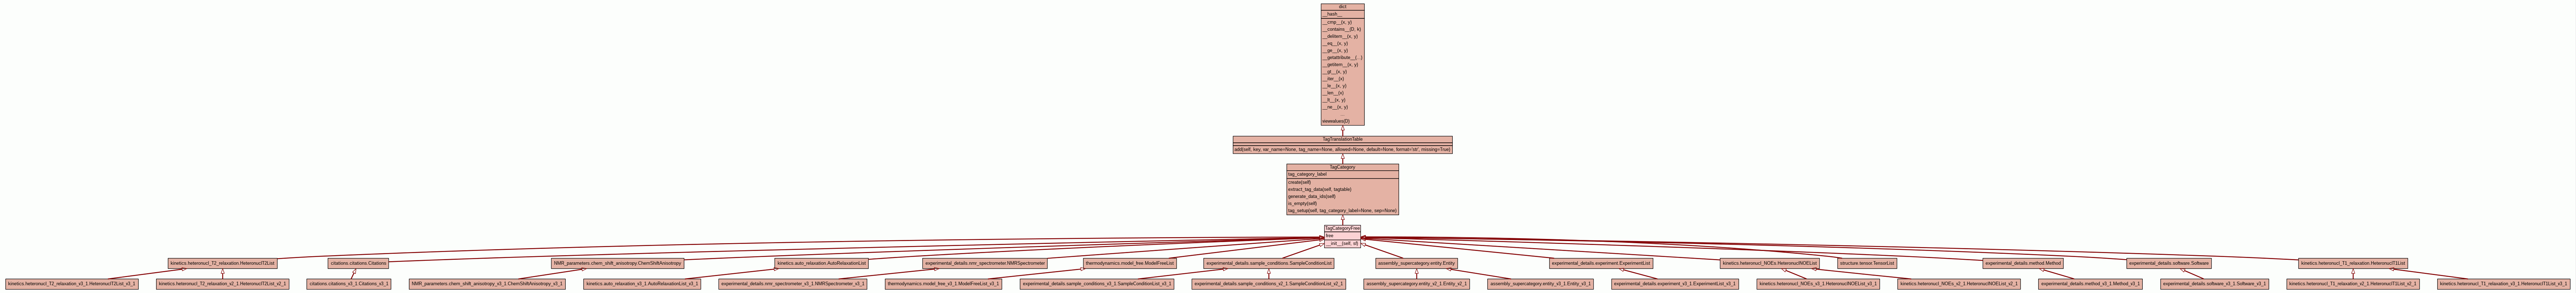 dict
__hash__
__cmp__(x, y)
__contains__(D, k)
__delitem__(x, y)
__eq__(x, y)
__ge__(x, y)
__getattribute__(...)
__getitem__(x, y)
__gt__(x, y)
__iter__(x)
__le__(x, y)
__len__(x)
__lt__(x, y)
__ne__(x, y)
...
viewvalues(D)
TagTranslationTable
add(self, key, var_name=None, tag_name=None, allowed=None, default=None, format='str', missing=True)
TagCategory
tag_category_label
create(self)
extract_tag_data(self, tagtable)
generate_data_ids(self)
is_empty(self)
tag_setup(self, tag_category_label=None, sep=None)
TagCategoryFree
free
__init__(self, sf)
kinetics.heteronucl_T2_relaxation.HeteronuclT2List
citations.citations.Citations
NMR_parameters.chem_shift_anisotropy.ChemShiftAnisotropy
kinetics.auto_relaxation.AutoRelaxationList
experimental_details.nmr_spectrometer.NMRSpectrometer
thermodynamics.model_free.ModelFreeList
experimental_details.sample_conditions.SampleConditionList
assembly_supercategory.entity.Entity
experimental_details.experiment.ExperimentList
kinetics.heteronucl_NOEs.HeteronuclNOEList
structure.tensor.TensorList
experimental_details.method.Method
experimental_details.software.Software
kinetics.heteronucl_T1_relaxation.HeteronuclT1List
kinetics.heteronucl_T2_relaxation_v3_1.HeteronuclT2List_v3_1
kinetics.heteronucl_T2_relaxation_v2_1.HeteronuclT2List_v2_1
citations.citations_v3_1.Citations_v3_1
NMR_parameters.chem_shift_anisotropy_v3_1.ChemShiftAnisotropy_v3_1
kinetics.auto_relaxation_v3_1.AutoRelaxationList_v3_1
experimental_details.nmr_spectrometer_v3_1.NMRSpectrometer_v3_1
thermodynamics.model_free_v3_1.ModelFreeList_v3_1
experimental_details.sample_conditions_v3_1.SampleConditionList_v3_1
experimental_details.sample_conditions_v2_1.SampleConditionList_v2_1
assembly_supercategory.entity_v2_1.Entity_v2_1
assembly_supercategory.entity_v3_1.Entity_v3_1
experimental_details.experiment_v3_1.ExperimentList_v3_1
kinetics.heteronucl_NOEs_v3_1.HeteronuclNOEList_v3_1
kinetics.heteronucl_NOEs_v2_1.HeteronuclNOEList_v2_1
experimental_details.method_v3_1.Method_v3_1
experimental_details.software_v3_1.Software_v3_1
kinetics.heteronucl_T1_relaxation_v2_1.HeteronuclT1List_v2_1
kinetics.heteronucl_T1_relaxation_v3_1.HeteronuclT1List_v3_1